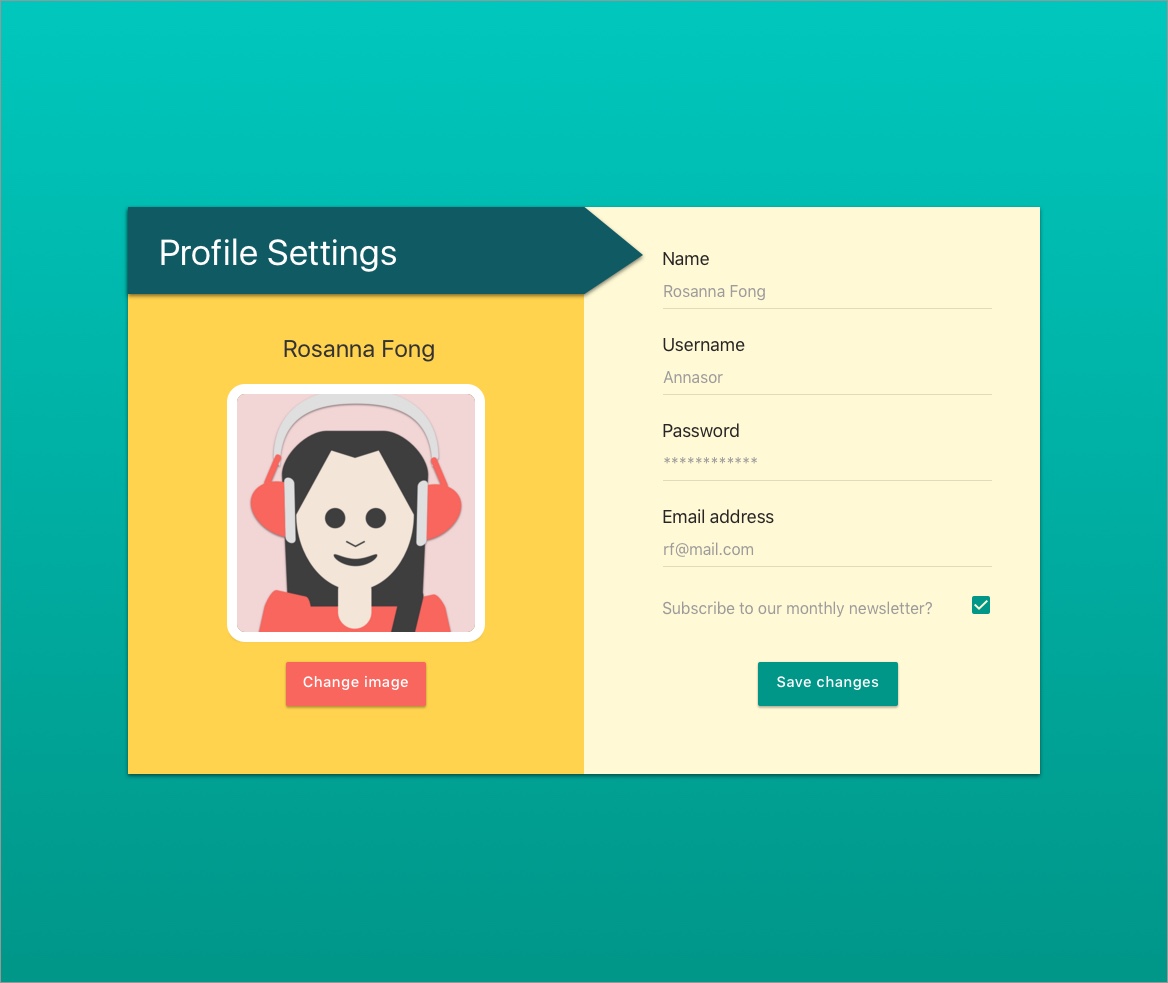 Profile Settings
Rosanna Fong
Change image
Name
Rosanna Fong
Username
Annasor
Password
************
Email address
rf@mail.com
Subscribe to our monthly newsletter?
Save changes